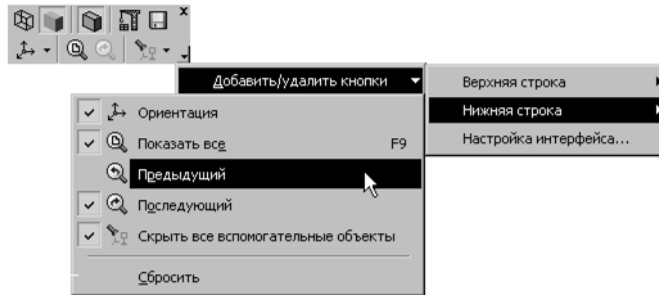 Добавить/удалить кнопки
Верхняя строка
Нижняя строка
Настройка интерфейса...
Ориентация
Показать все F9
Предыдущий
Последующий
Скрыть все вспомогательные объекты
Сбросить